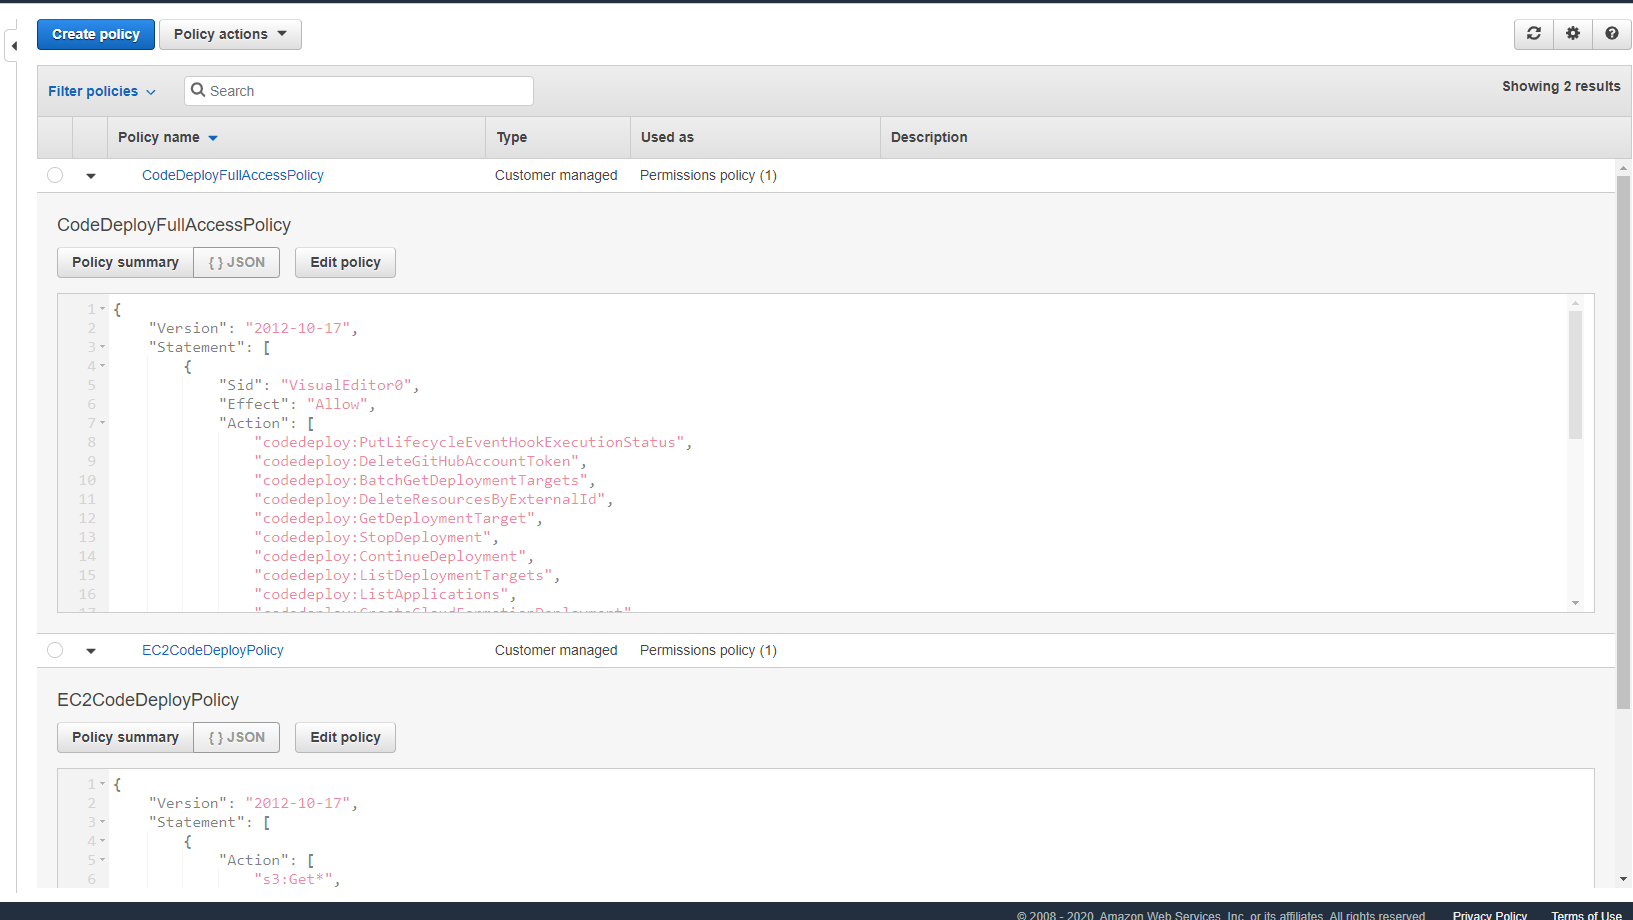 Create policy Policy actions
Filter policies Search Showing 2 results
Policy name Type Used as Description
CodeDeployFullAccessPolicy Customer managed Permissions policy (1)
CodeDeployFullAccessPolicy
Policy summary { } JSON Edit policy
1 {
2 "Version": "2012-10-17",
3 "Statement": [
4 {
5 "Sid": "VisualEditor0",
6 "Effect": "Allow",
7 "Action": [
8 "codedeploy:PutLifecycleEventHookExecutionStatus",
9 "codedeploy:DeleteGitHubAccountToken",
10 "codedeploy:BatchGetDeploymentTargets",
11 "codedeploy:DeleteResourcesByExternalId",
12 "codedeploy:GetDeploymentTarget",
13 "codedeploy:StopDeployment",
14 "codedeploy:ContinueDeployment",
15 "codedeploy:ListDeploymentTargets",
16 "codedeploy:ListApplications",
17 "codedeploy:CreateCloudFormationDeployment"
EC2CodeDeployPolicy Customer managed Permissions policy (1)
EC2CodeDeployPolicy
Policy summary { } JSON Edit policy
1 {
2 "Version": "2012-10-17",
3 "Statement": [
4 {
5 "Action": [
6 "s3:Get*",
© 2008 - 2020, Amazon Web Services, Inc. or its affiliates. All rights reserved. Privacy Policy Terms of Use